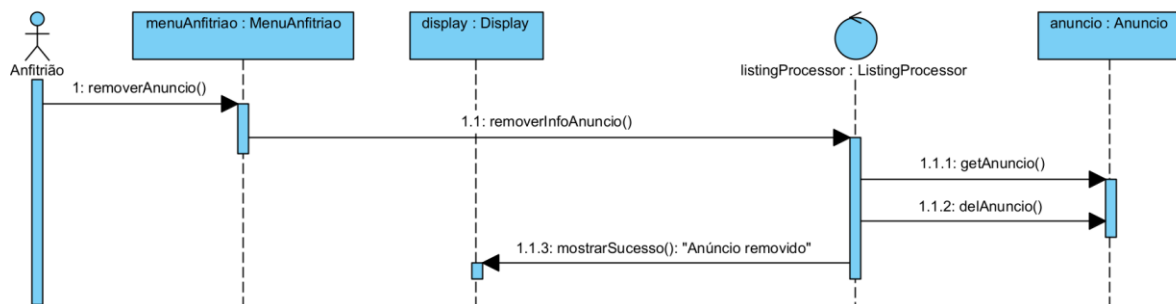 menuAnfitriao : MenuAnfitriao
display : Display
anuncio : Anuncio
Anfitrião
listingProcessor : ListingProcessor
1: removerAnuncio()
1.1: removerInfoAnuncio()
1.1.1: getAnuncio()
1.1.2: delAnuncio()
1.1.3: mostrarSucesso(): "Anúncio removido"